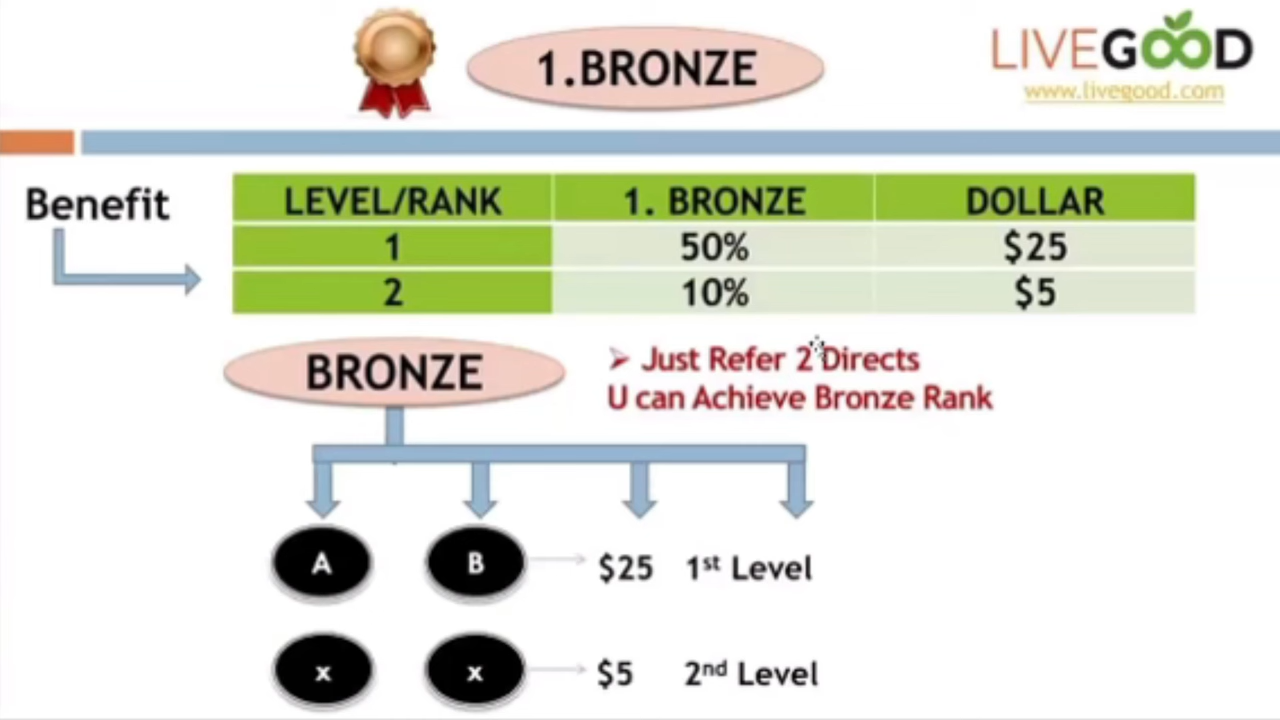 1.BRONZE
LIVEGOOD
www.livegood.com
Benefit
LEVEL/RANK 1. BRONZE DOLLAR
1 50% $25
2 10% $5
BRONZE
➢ Just Refer 2 Directs
U can Achieve Bronze Rank
A B $25 1st Level
x x $5 2nd Level